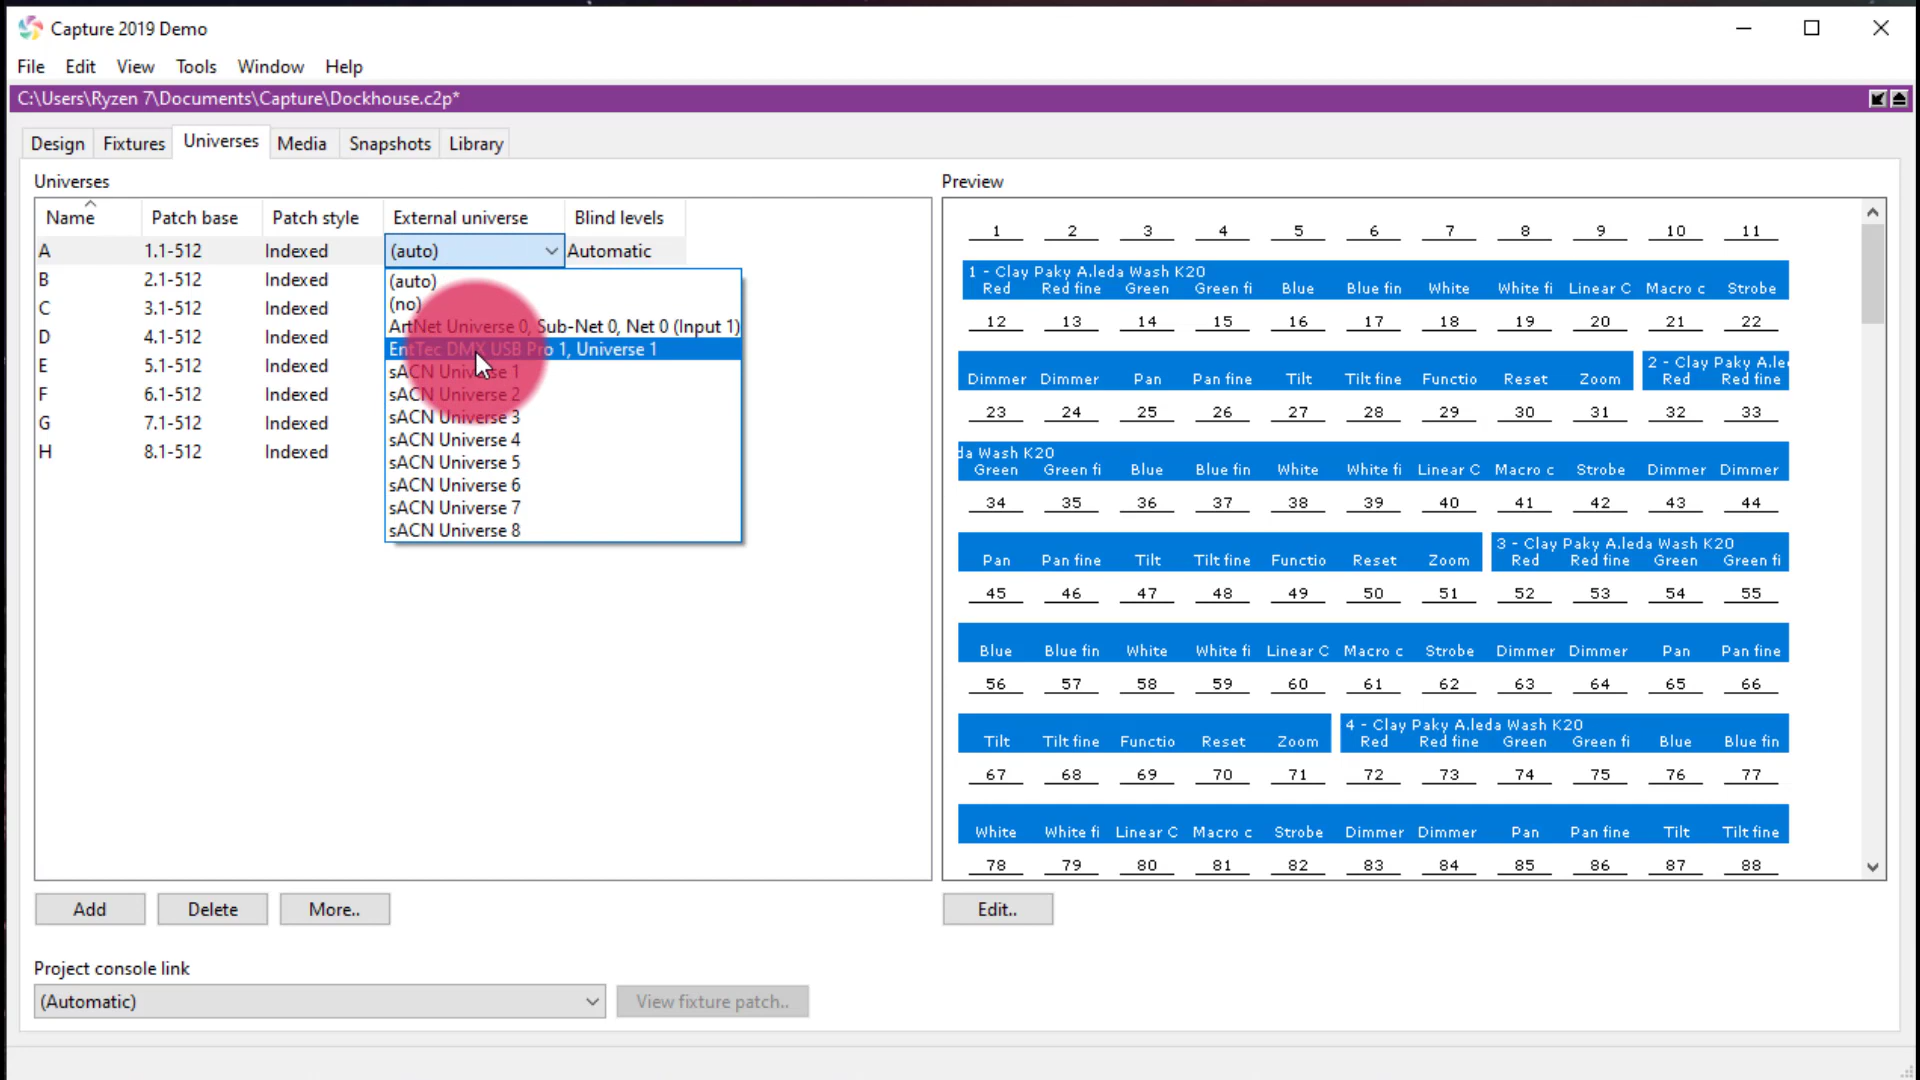 Capture 2019 Demo
File Edit View Tools Window Help
C:\Users\Ryzen 7\Documents\Capture\Dockhouse.c2p*
Design Fixtures Universes Media Snapshots Library
Universes
Name Patch base Patch style External universe Blind levels
A 1.1-512 Indexed (auto) Automatic
B 2.1-512 Indexed
C 3.1-512 Indexed
D 4.1-512 Indexed
E 5.1-512 Indexed
F 6.1-512 Indexed
G 7.1-512 Indexed
H 8.1-512 Indexed
(auto)
(no)
ArtNet Universe 0, Sub-Net 0, Net 0 (Input 1)
EntTec DMX USB Pro 1, Universe 1
sACN Universe 1
sACN Universe 2
sACN Universe 3
sACN Universe 4
sACN Universe 5
sACN Universe 6
sACN Universe 7
sACN Universe 8
Add Delete More..
Project console link
(Automatic) View fixture patch..
Preview
1 2 3 4 5 6 7 8 9 10 11
1 - Clay Paky A.leda Wash K20
Red Red fine Green Green fi Blue Blue fin White White fi Linear C Macro c Strobe
12 13 14 15 16 17 18 19 20 21 22
2 - Clay Paky A.le
Dimmer Dimmer Pan Pan fine Tilt Tilt fine Functio Reset Zoom Red Red fine
23 24 25 26 27 28 29 30 31 32 33
da Wash K20
Green Green fi Blue Blue fin White White fi Linear C Macro c Strobe Dimmer Dimmer
34 35 36 37 38 39 40 41 42 43 44
3 - Clay Paky A.leda Wash K20
Pan Pan fine Tilt Tilt fine Functio Reset Zoom Red Red fine Green Green fi
45 46 47 48 49 50 51 52 53 54 55
Blue Blue fin White White fi Linear C Macro c Strobe Dimmer Dimmer Pan Pan fine
56 57 58 59 60 61 62 63 64 65 66
4 - Clay Paky A.leda Wash K20
Tilt Tilt fine Functio Reset Zoom Red Red fine Green Green fi Blue Blue fin
67 68 69 70 71 72 73 74 75 76 77
White White fi Linear C Macro c Strobe Dimmer Dimmer Pan Pan fine Tilt Tilt fine
78 79 80 81 82 83 84 85 86 87 88
Edit..